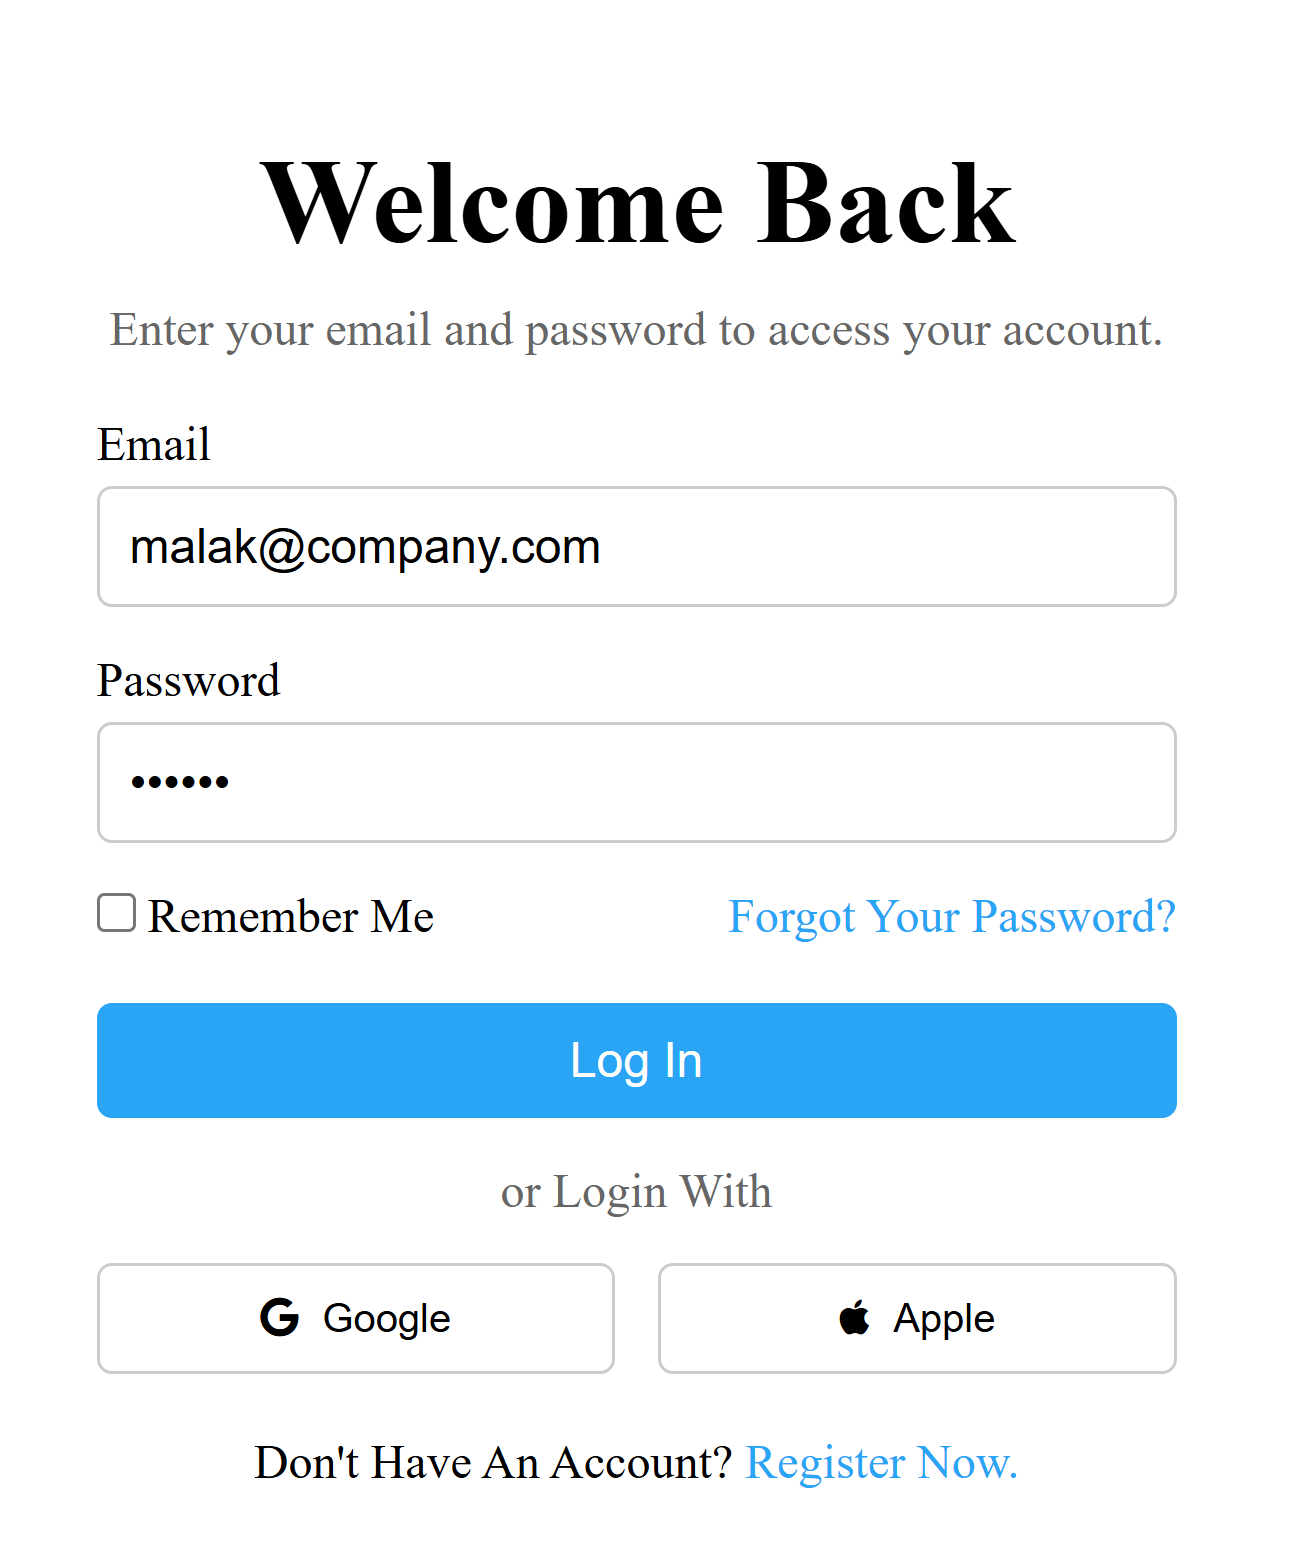 Welcome Back
Enter your email and password to access your account.
Email
malak@company.com
Password
••••••
Remember Me
Forgot Your Password?
Log In
or Login With
Google
Apple
Don't Have An Account? Register Now.